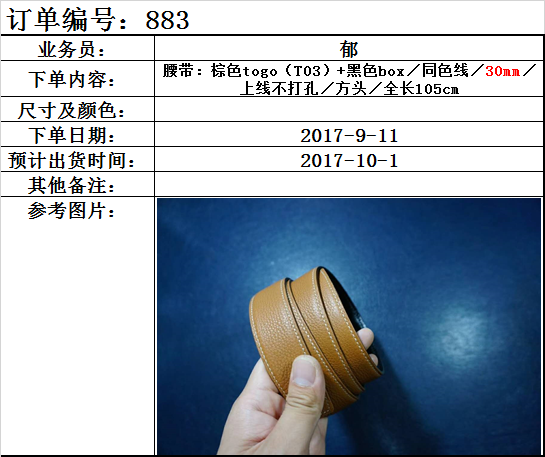 订单编号：883
业务员： 郁
下单内容： 腰带：棕色togo（T03）+黑色box／同色线／30mm／
上线不打孔／方头／全长105cm
尺寸及颜色：
下单日期： 2017-9-11
预计出货时间： 2017-10-1
其他备注：
参考图片：